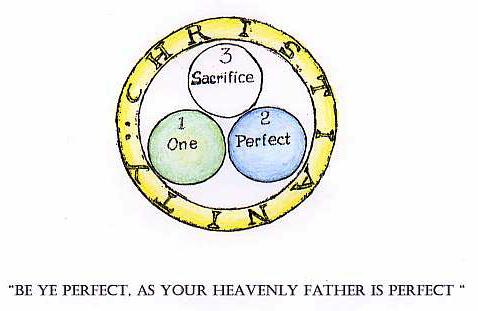 CHRISTIANITY
3
Sacrifice
1
One
2
Perfect
"BE YE PERFECT, AS YOUR HEAVENLY FATHER IS PERFECT "